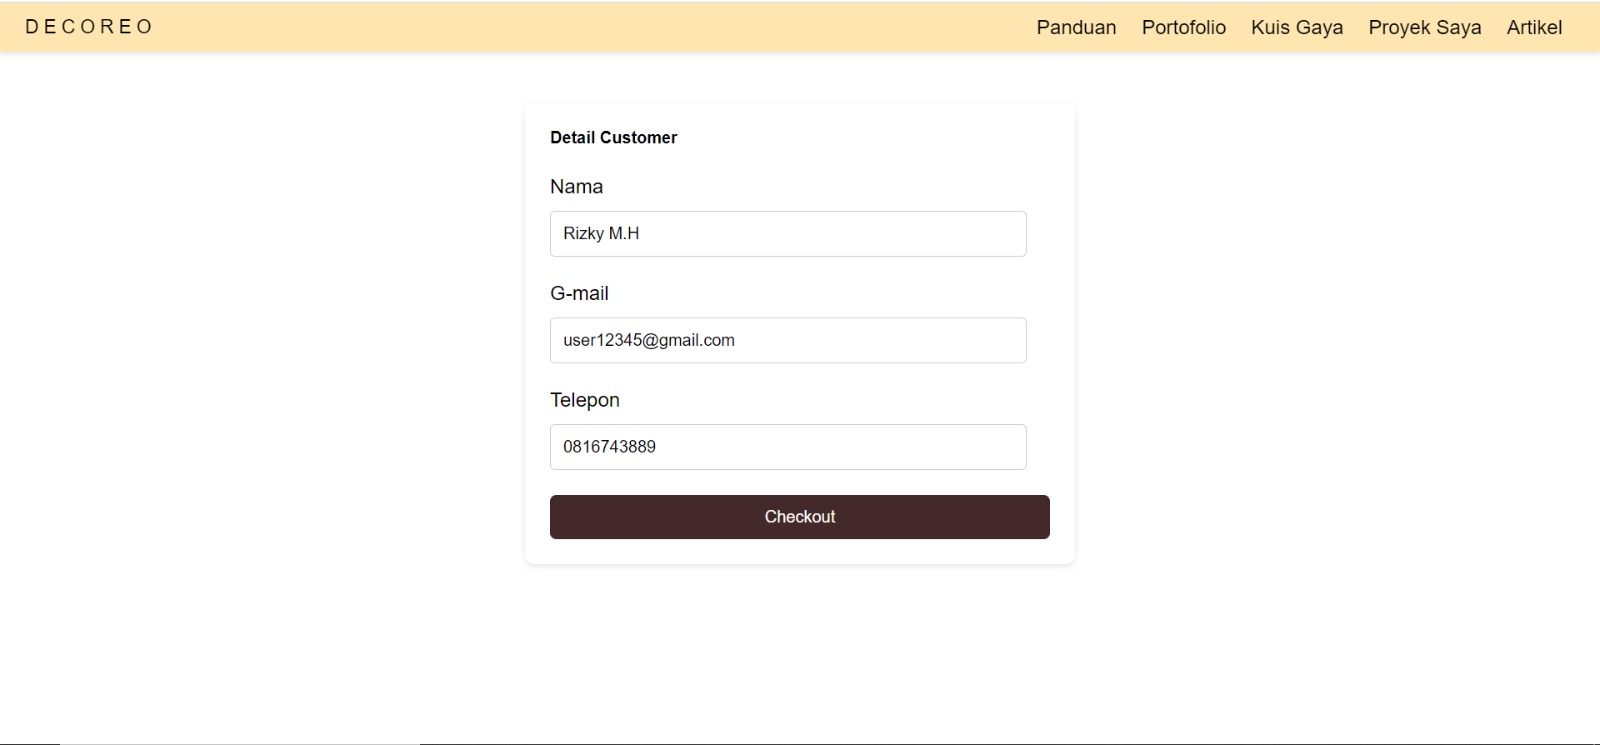 DECOREO
Panduan Portofolio Kuis Gaya Proyek Saya Artikel
Detail Customer
Nama
Rizky M.H
G-mail
user12345@gmail.com
Telepon
0816743889
Checkout